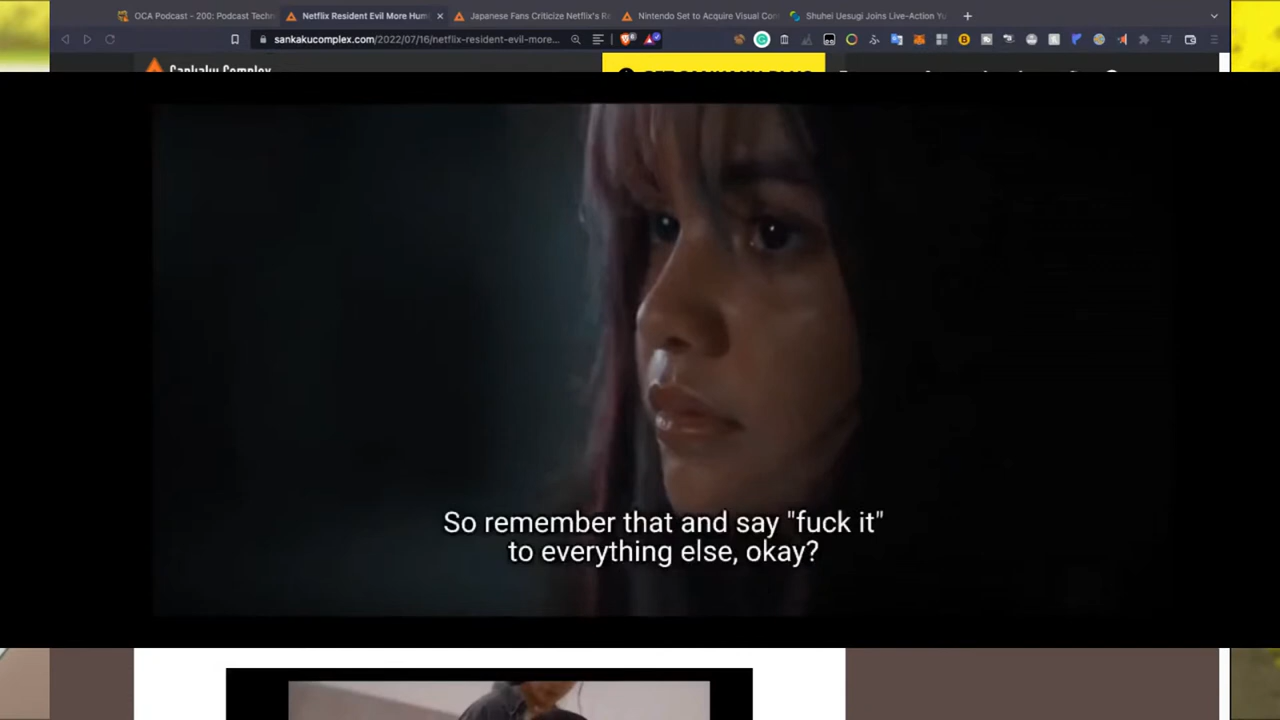 OCA Podcast - 200: Podcast Techn
Netflix Resident Evil More Hum
Japanese Fans Criticize Netflix's R
Nintendo Set to Acquire Visual Con
Shuhei Uesugi Joins Live-Action Yu
sankakucomplex.com/2022/07/16/netflix-resident-evil-more...
Sankaku Complex
So remember that and say "fuck it"
to everything else, okay?